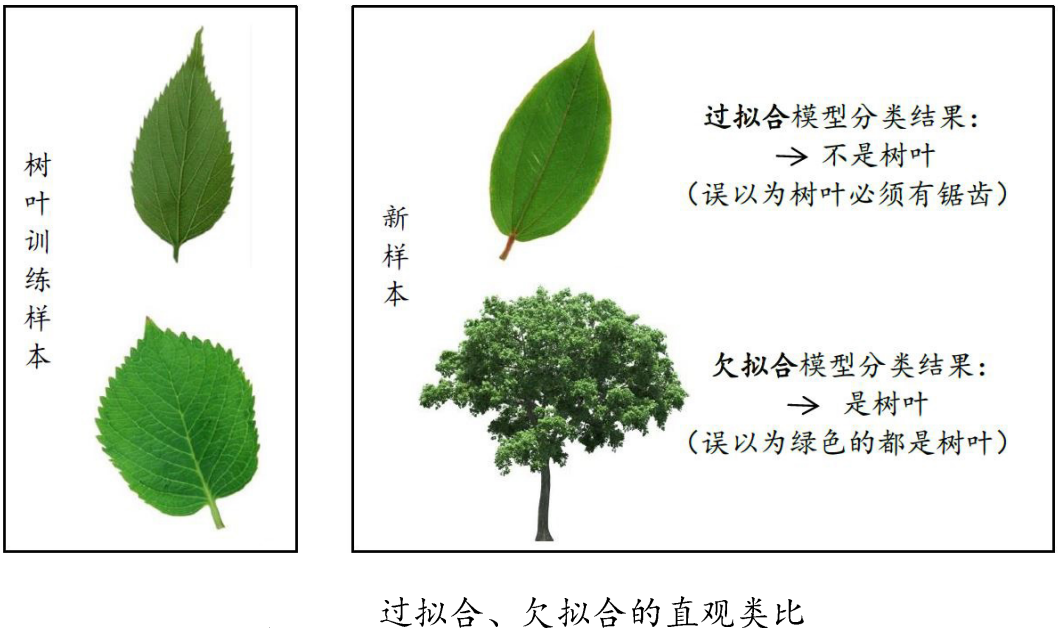 树叶训练样本
新样本
过拟合模型分类结果：
→ 不是树叶
（误以为树叶必须有锯齿）
欠拟合模型分类结果：
→ 是树叶
（误以为绿色的都是树叶）
过拟合、欠拟合的直观类比